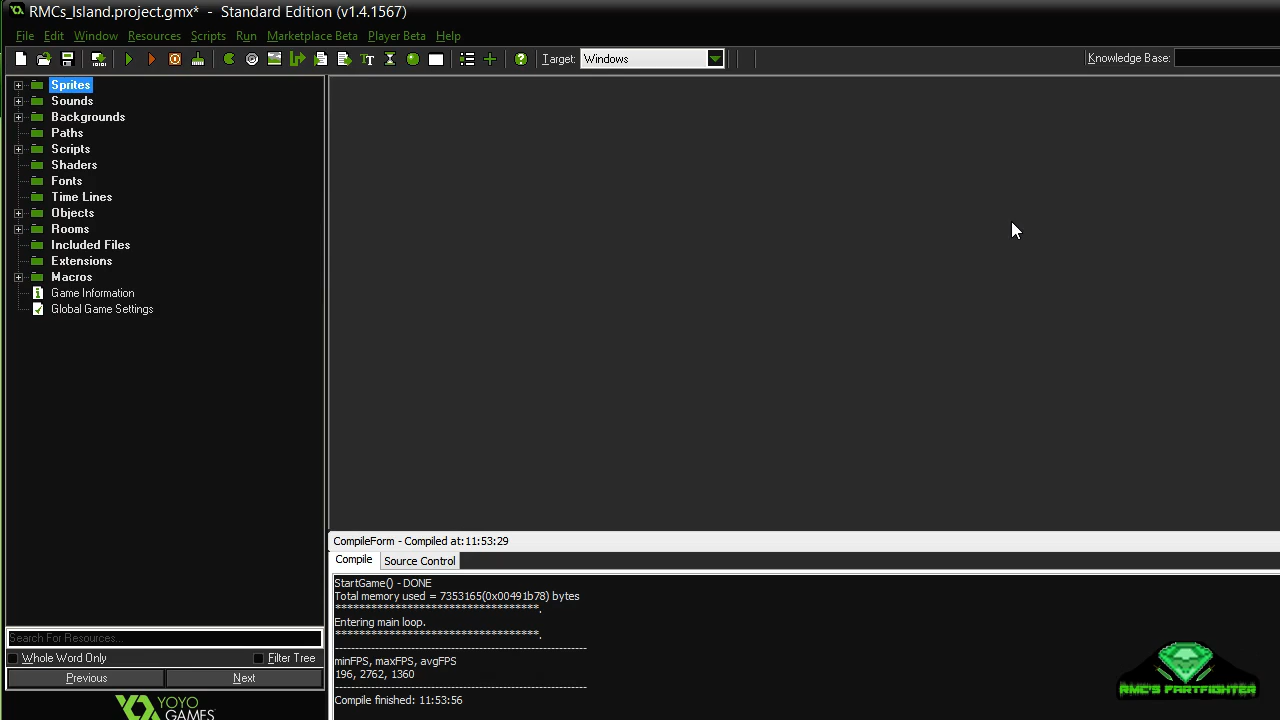 RMCs_Island.project.gmx* - Standard Edition (v1.4.1567)
File Edit Window Resources Scripts Run Marketplace Beta Player Beta Help
Target: Windows Knowledge Base:
Sprites
Sounds
Backgrounds
Paths
Scripts
Shaders
Fonts
Time Lines
Objects
Rooms
Included Files
Extensions
Macros
Game Information
Global Game Settings
CompileForm - Compiled at:11:53:29
Compile Source Control
StartGame() - DONE
Total memory used = 7353165(0x00491b78) bytes
***********************************.
Entering main loop.
***********************************.
---------------------------------------------------------------
minFPS, maxFPS, avgFPS
196, 2762, 1360
---------------------------------------------------------------
Compile finished: 11:53:56
Search For Resources...
Whole Word Only Filter Tree
Previous Next
YOYO
GAMES
RMC'S PARTFIGHTER